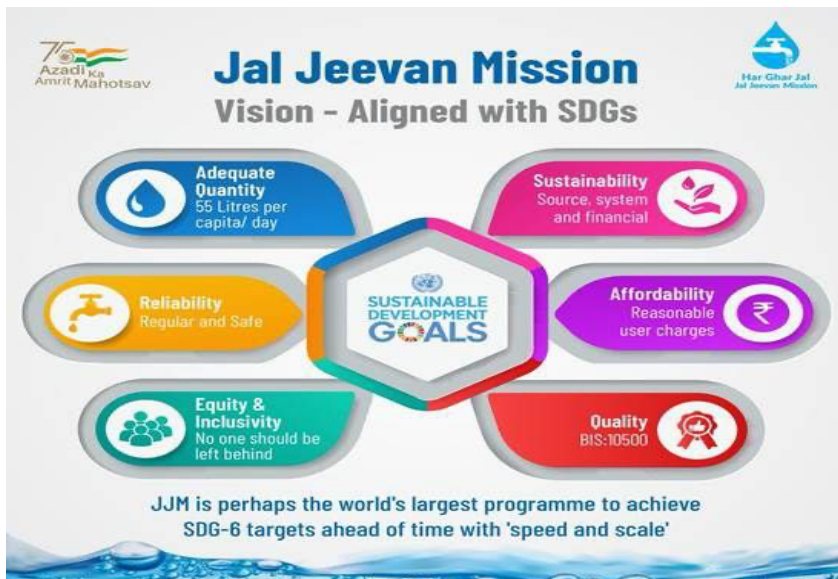 75
Azadi Ka
Amrit Mahotsav
Jal Jeevan Mission
Vision - Aligned with SDGs
Har Ghar Jal
Jal Jeevan Mission
Adequate
Quantity
55 Litres per
capita/ day
Sustainability
Source, system
and financial
Reliability
Regular and Safe
SUSTAINABLE
DEVELOPMENT
GOALS
Affordability
Reasonable
user charges
₹
Equity &
Inclusivity
No one should be
left behind
Quality
BIS:10500
JJM is perhaps the world's largest programme to achieve
SDG-6 targets ahead of time with 'speed and scale'